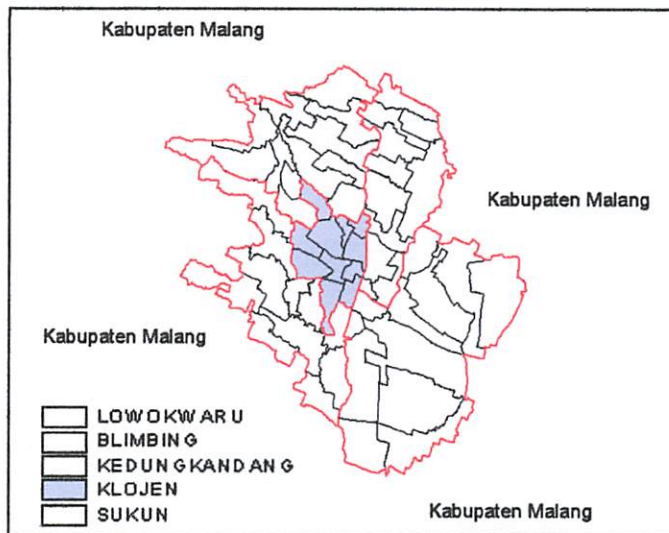 Kabupaten Malang
Kabupaten Malang
Kabupaten Malang
LOWOKWARU
BLIMBING
KEDUNGKANDANG
KLOJEN
SUKUN
Kabupaten Malang